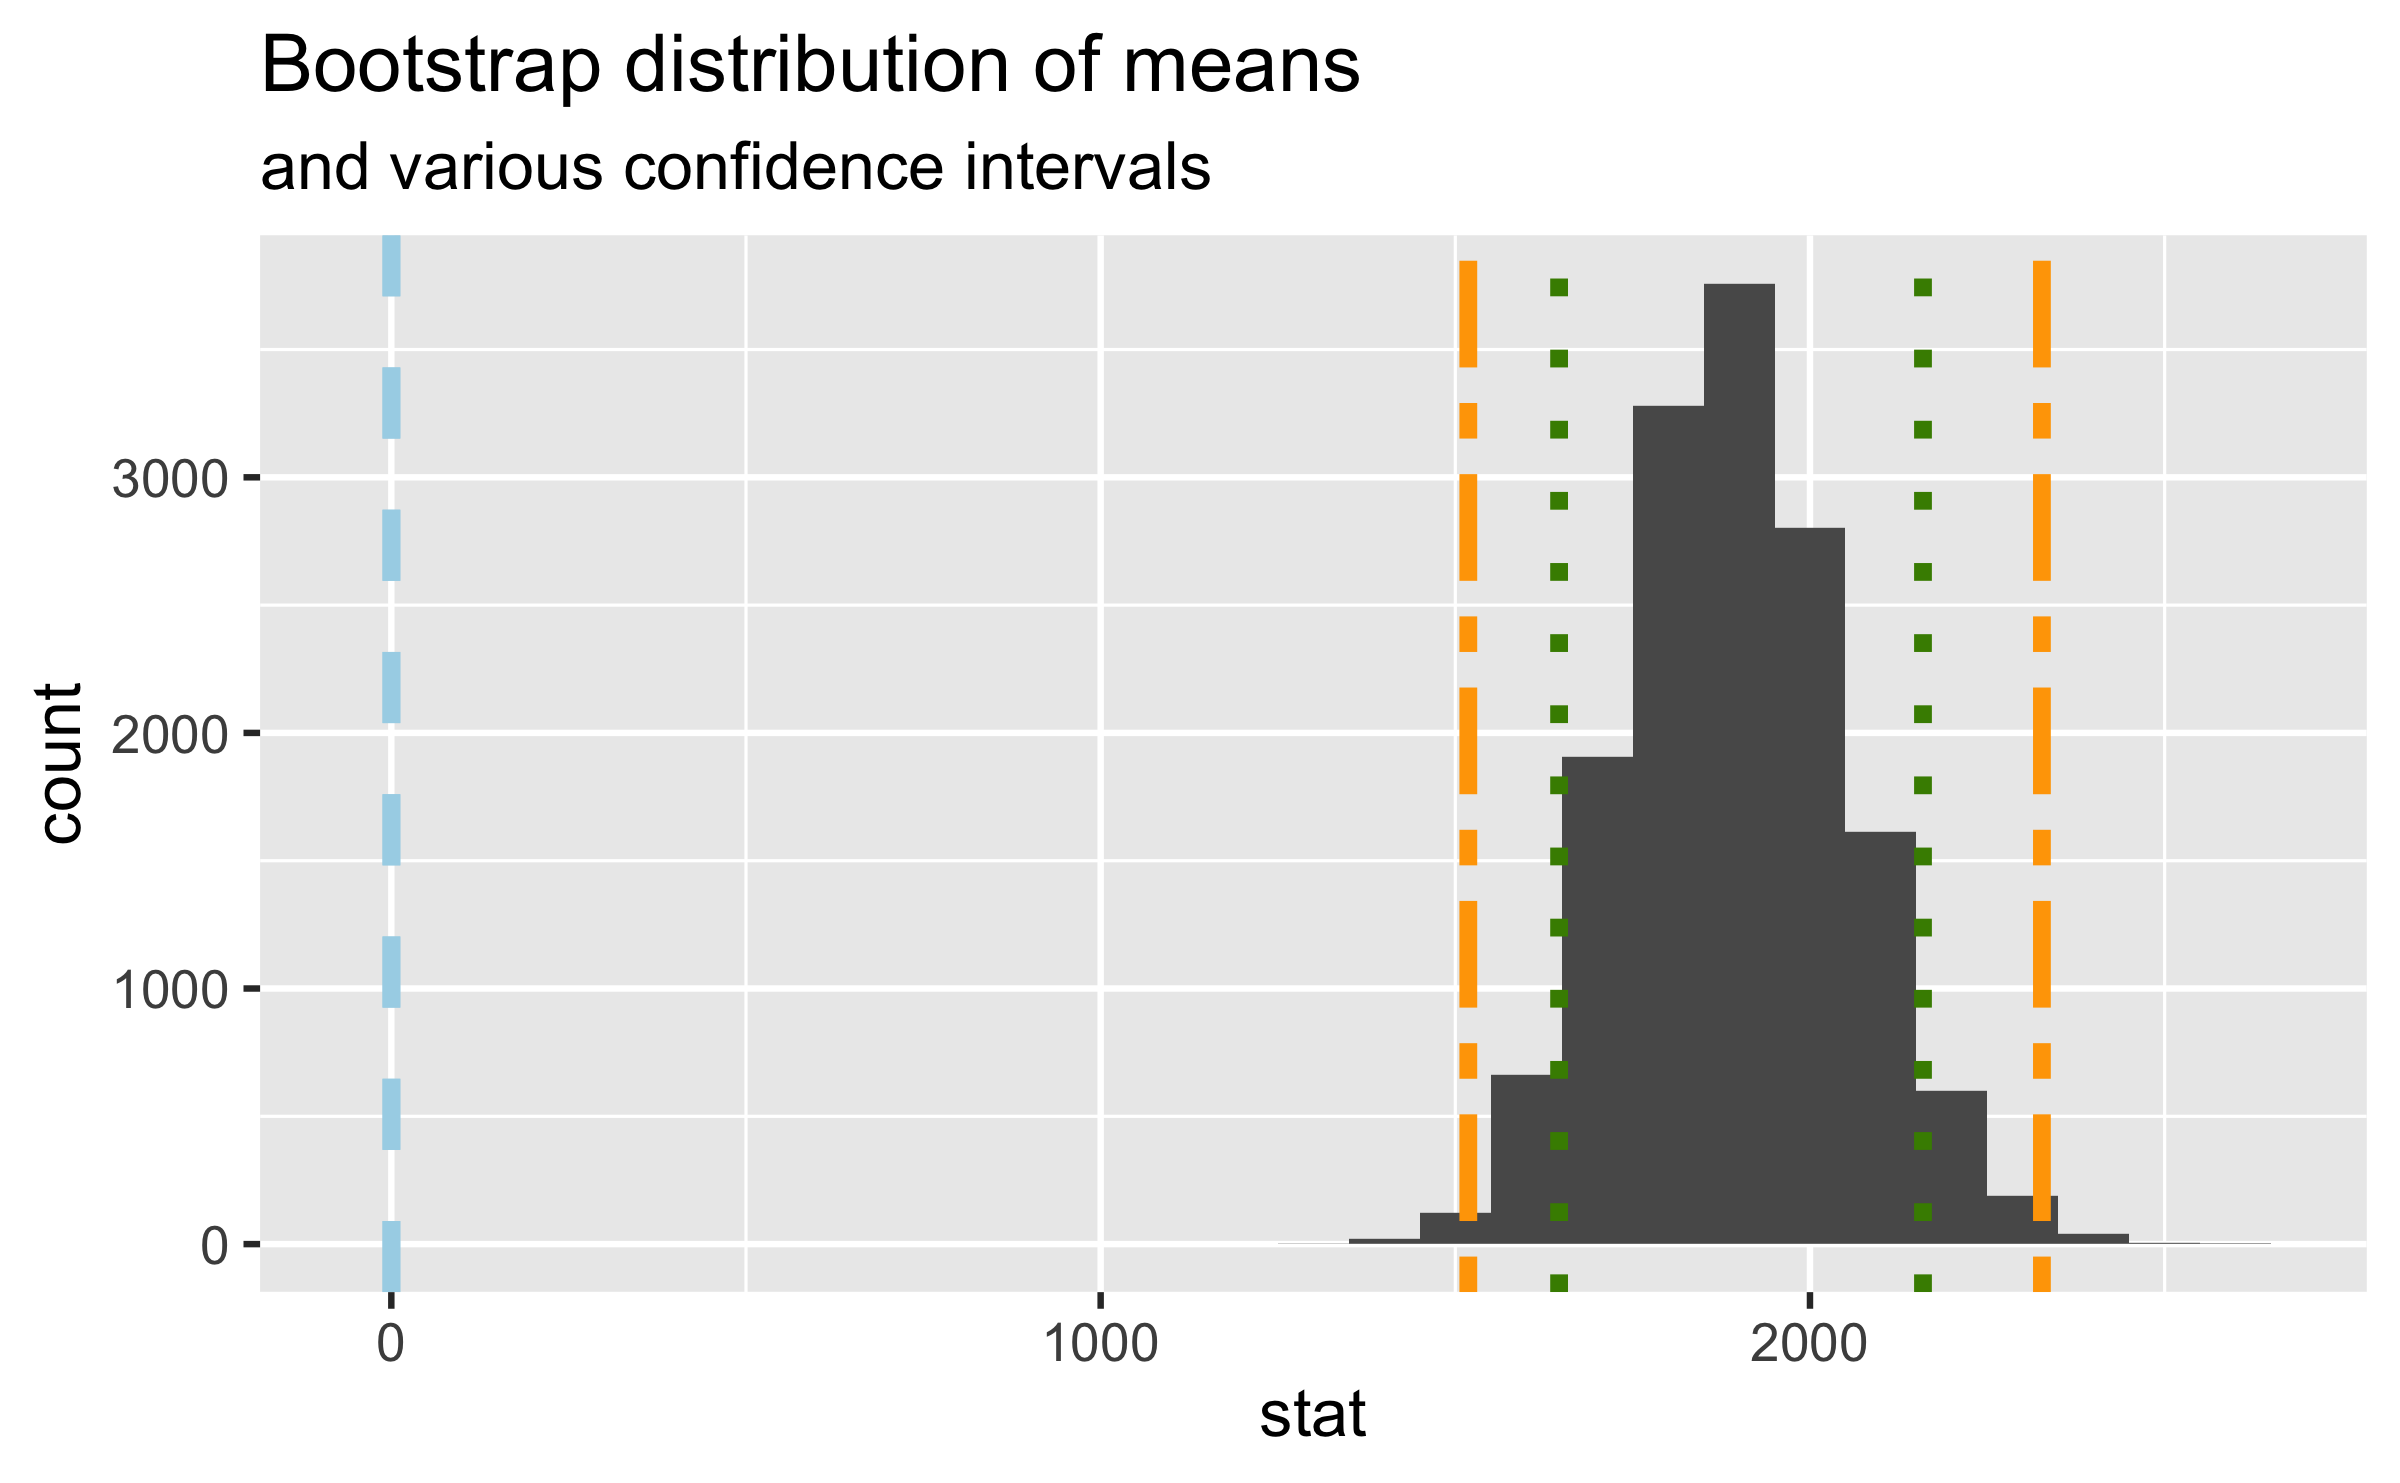 Bootstrap distribution of means
and various confidence intervals
count
3000
2000
1000
0
0
1000
2000
stat